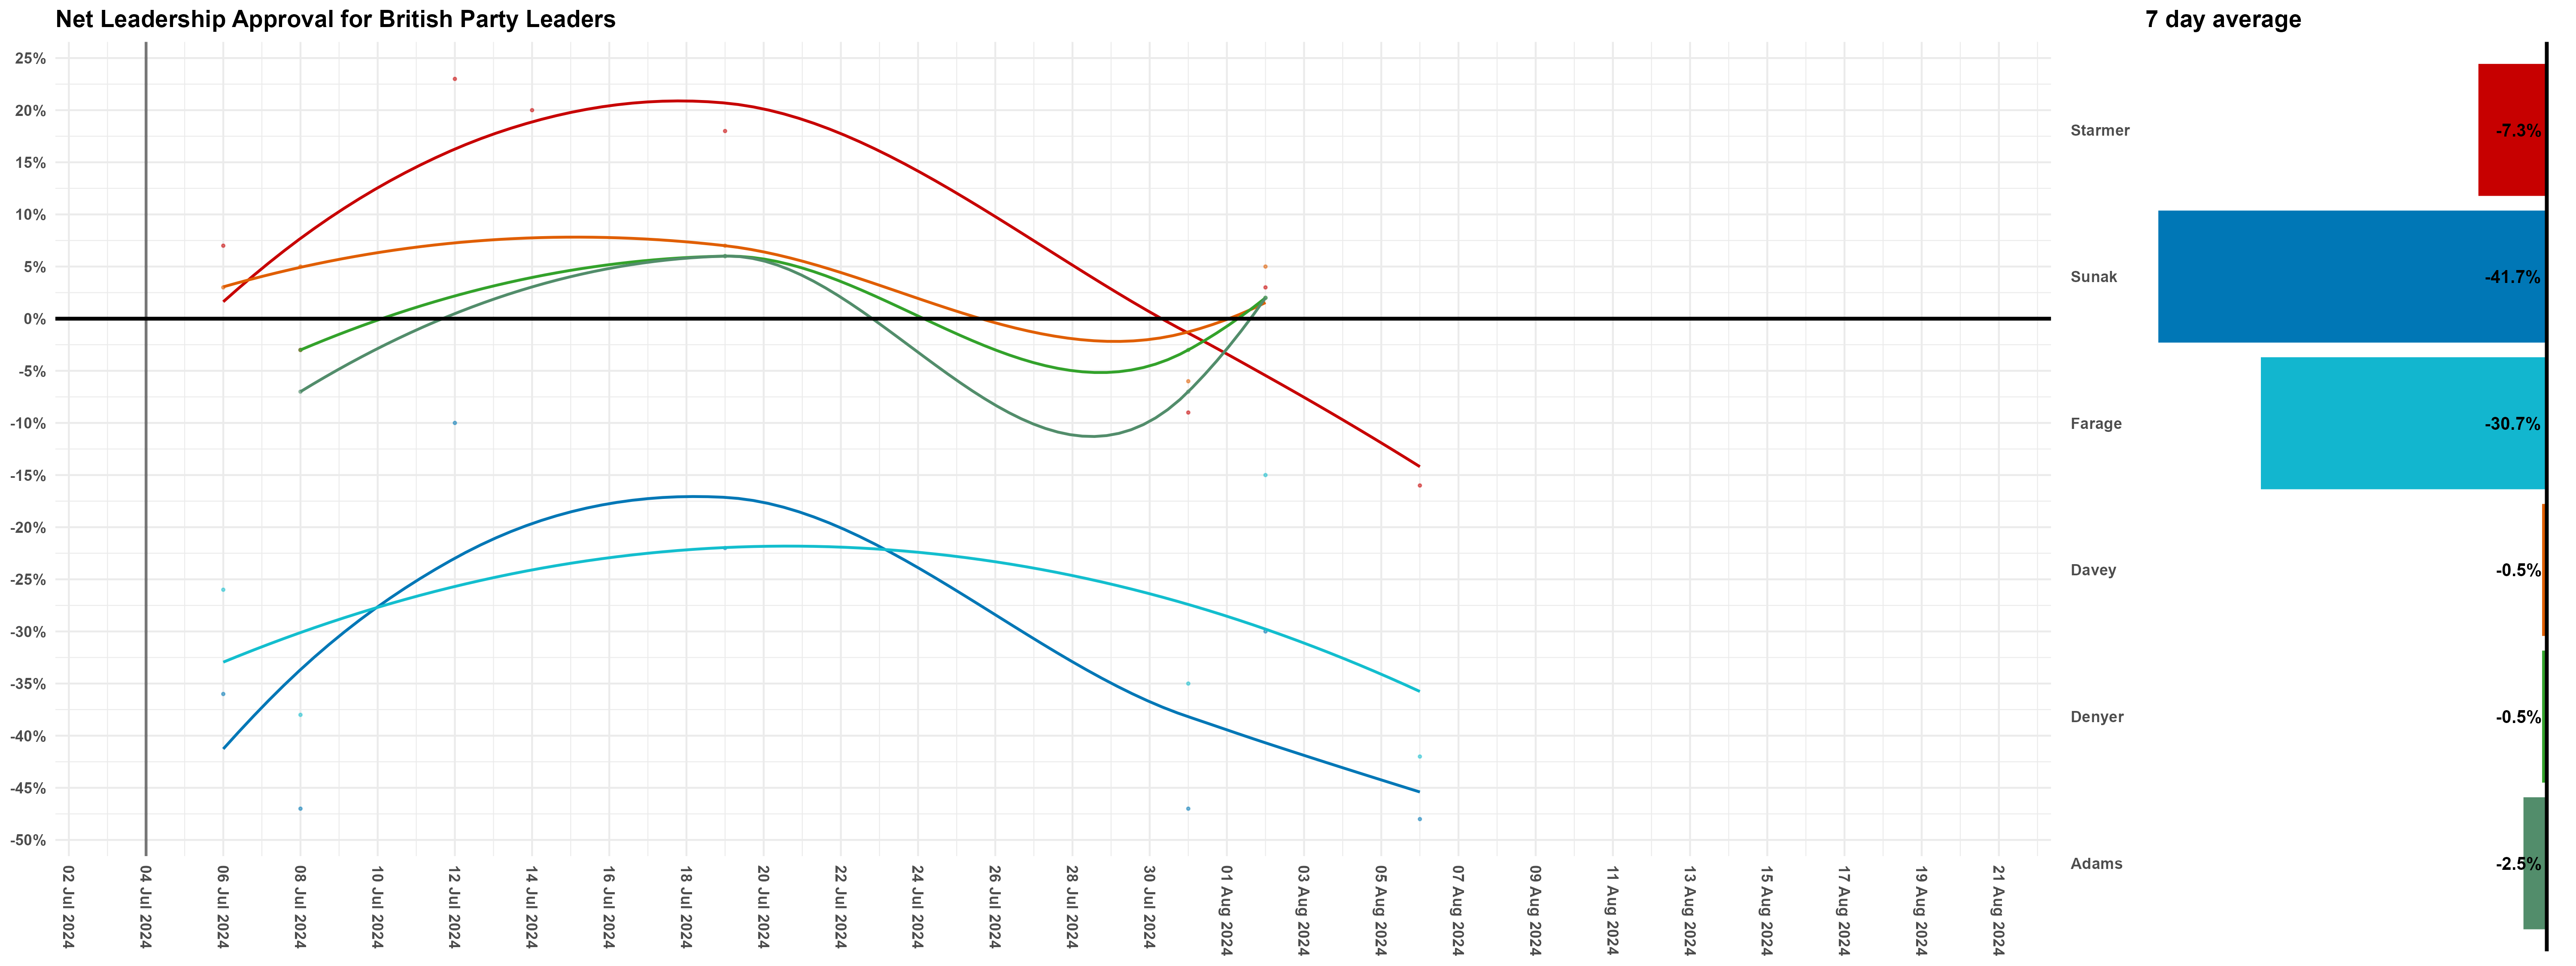 Net Leadership Approval for British Party Leaders
7 day average
25%
20%
15%
10%
5%
0%
-5%
-10%
-15%
-20%
-25%
-30%
-35%
-40%
-45%
-50%
02 Jul 2024
04 Jul 2024
06 Jul 2024
08 Jul 2024
10 Jul 2024
12 Jul 2024
14 Jul 2024
16 Jul 2024
18 Jul 2024
20 Jul 2024
22 Jul 2024
24 Jul 2024
26 Jul 2024
28 Jul 2024
30 Jul 2024
01 Aug 2024
03 Aug 2024
05 Aug 2024
07 Aug 2024
09 Aug 2024
11 Aug 2024
13 Aug 2024
15 Aug 2024
17 Aug 2024
19 Aug 2024
21 Aug 2024
Starmer -7.3%
Sunak -41.7%
Farage -30.7%
Davey -0.5%
Denyer -0.5%
Adams -2.5%